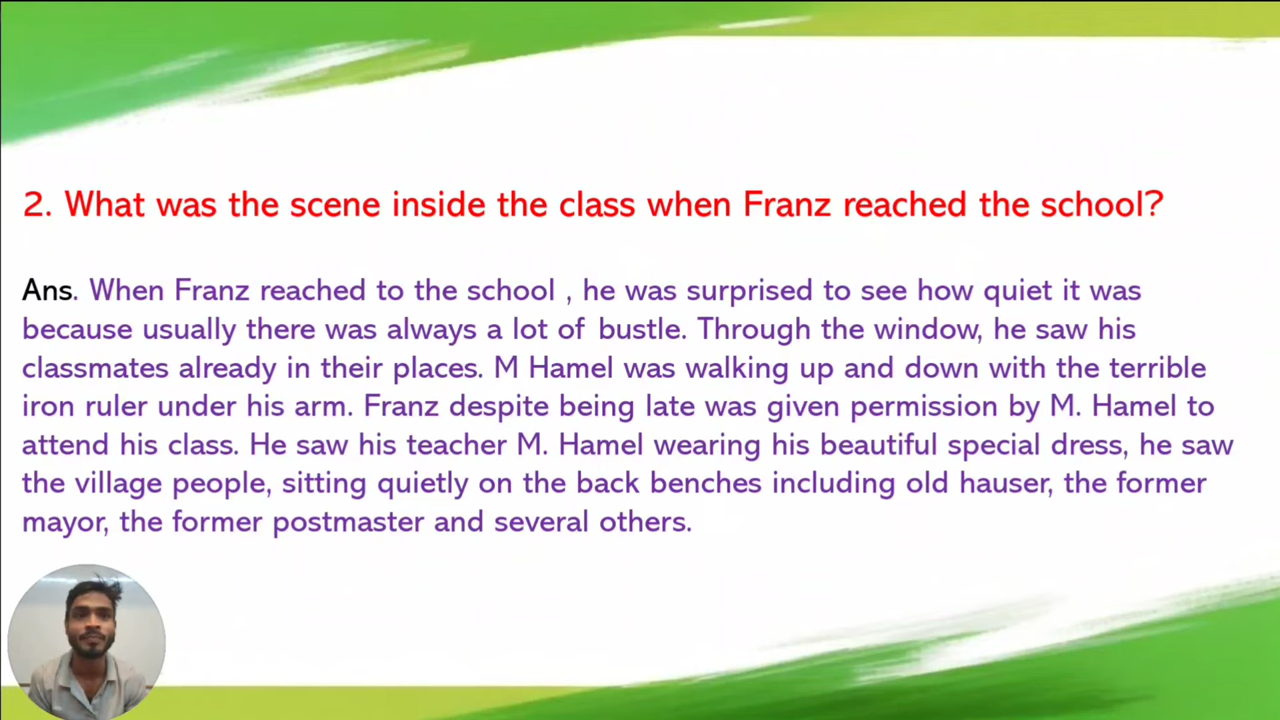 2. What was the scene inside the class when Franz reached the school?
Ans. When Franz reached to the school , he was surprised to see how quiet it was
because usually there was always a lot of bustle. Through the window, he saw his
classmates already in their places. M Hamel was walking up and down with the terrible
iron ruler under his arm. Franz despite being late was given permission by M. Hamel to
attend his class. He saw his teacher M. Hamel wearing his beautiful special dress, he saw
the village people, sitting quietly on the back benches including old hauser, the former
mayor, the former postmaster and several others.